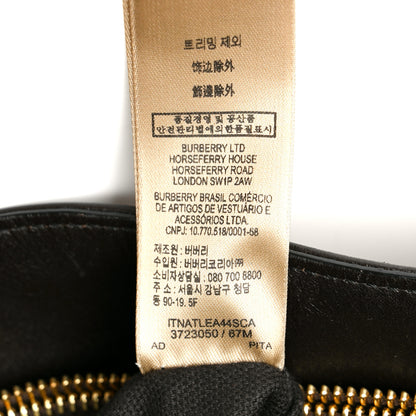 트리밍 제외
饰边除外
飾邊除外
품질경영 및 공산품
안전관리법에의한품질표시
BURBERRY LTD
HORSEFERRY HOUSE
HORSEFERRY ROAD
LONDON SW1P 2AW
BURBERRY BRASIL COMÉRCIO
DE ARTIGOS DE VESTUÁRIO E
ACESSÓRIOS LTDA.
CNPJ: 10.770.518/0001-68
제조원 : 버버리
수입원 : 버버리코리아㈜
소비자상담실 : 080 700 8800
주소 : 서울시 강남구 청담
동 90-19. 5F
ITNATLEA44SCA
3723050 / 67M
AD PITA